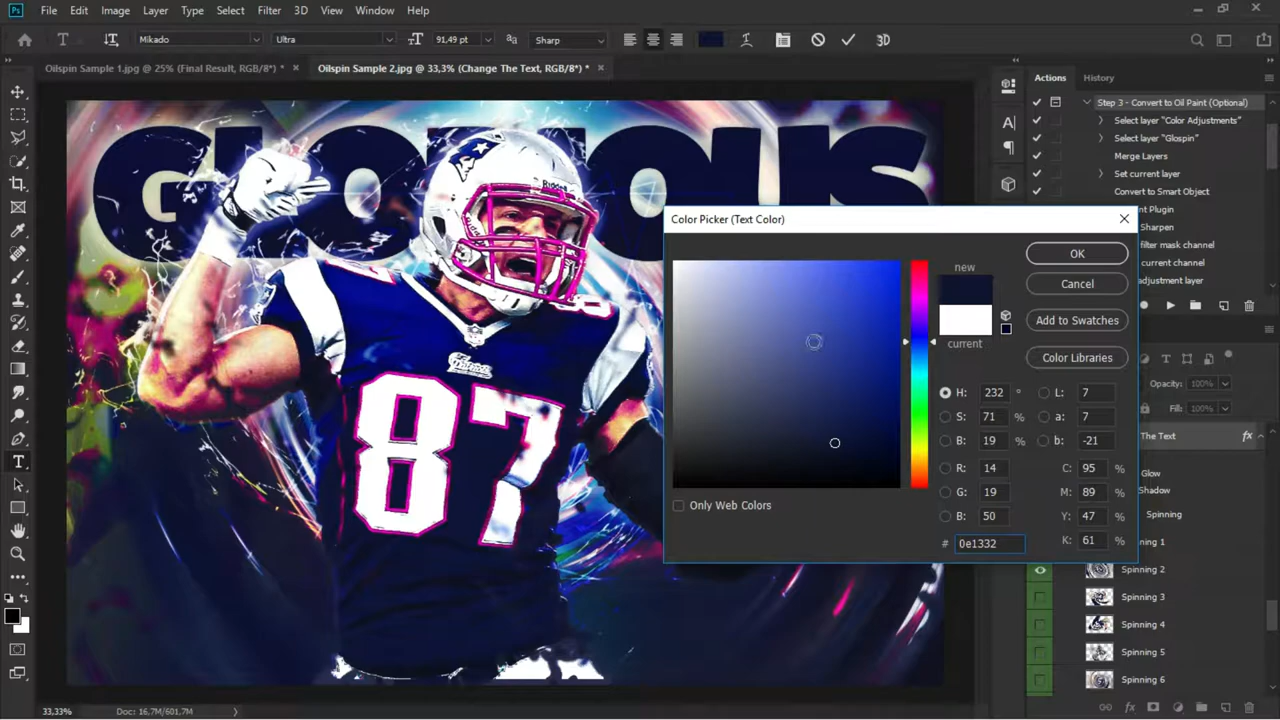 Ps File Edit Image Layer Type Select Filter 3D View Window Help
Mikado Ultra 91,49 pt Sharp 3D
Oilspin Sample 1.jpg @ 25% (Final Result, RGB/8*) * Oilspin Sample 2.jpg @ 33,3% (Change The Text, RGB/8*) *
Actions History
Step 3 - Convert to Oil Paint (Optional)
Select layer "Color Adjustments"
Select layer "Glospin"
Merge Layers
Set current layer
Convert to Smart Object
Plugin
Sharpen
filter mask channel
current channel
adjustment layer
GLORIOUS
Riddell
Patriots
87
Color Picker (Text Color)
new
current
OK
Cancel
Add to Swatches
Color Libraries
H: 232 ° L: 7
S: 71 % a: 7
B: 19 % b: -21
R: 14 C: 95 %
G: 19 M: 89 %
B: 50 Y: 47 %
# 0e1332 K: 61 %
Only Web Colors
Opacity: 100%
Fill: 100%
The Text fx
Glow
Shadow
Spinning
ning 1
Spinning 2
Spinning 3
Spinning 4
Spinning 5
Spinning 6
33,33% Doc: 16,7M/601,7M